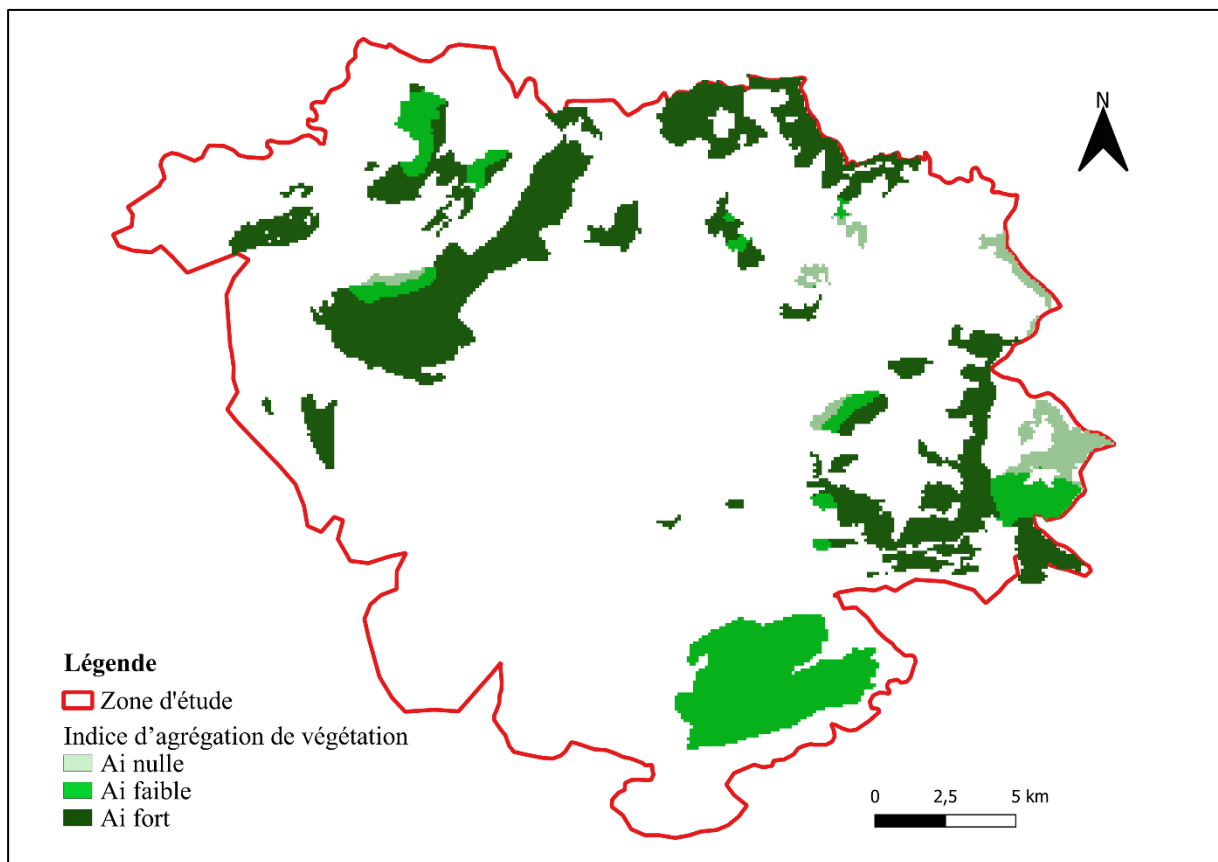 N
Légende
Zone d'étude
Indice d’agrégation de végétation
Ai nulle
Ai faible
Ai fort
0 2,5 5 km